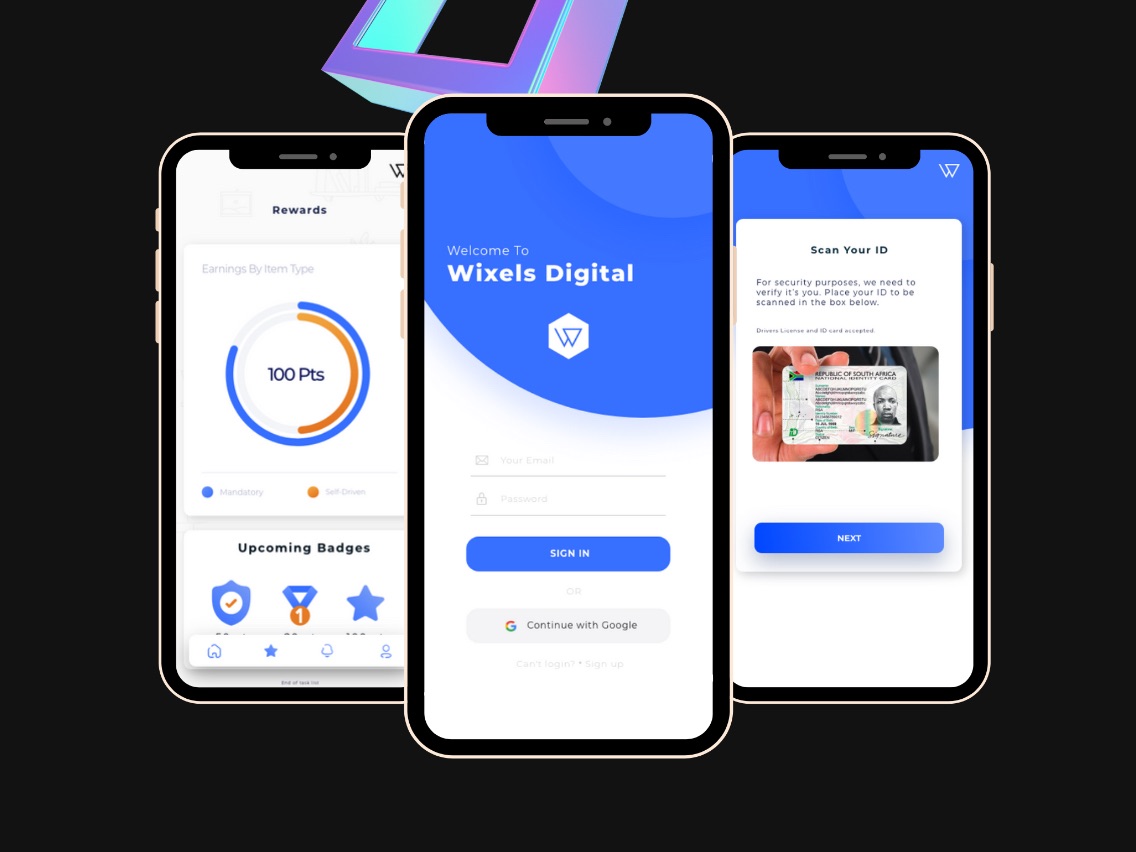 Rewards
Earnings By Item Type
100 Pts
Mandatory
Self-Driven
Upcoming Badges
1
End of task list
Welcome To
Wixels Digital
Your Email
Password
SIGN IN
OR
Continue with Google
Can't login? * Sign up
Scan Your ID
For security purposes, we need to
verify it's you. Place your ID to be
scanned in the box below.
Drivers License and ID card accepted
REPUBLIC OF SOUTH AFRICA
NATIONAL IDENTITY CARD
signature
NEXT